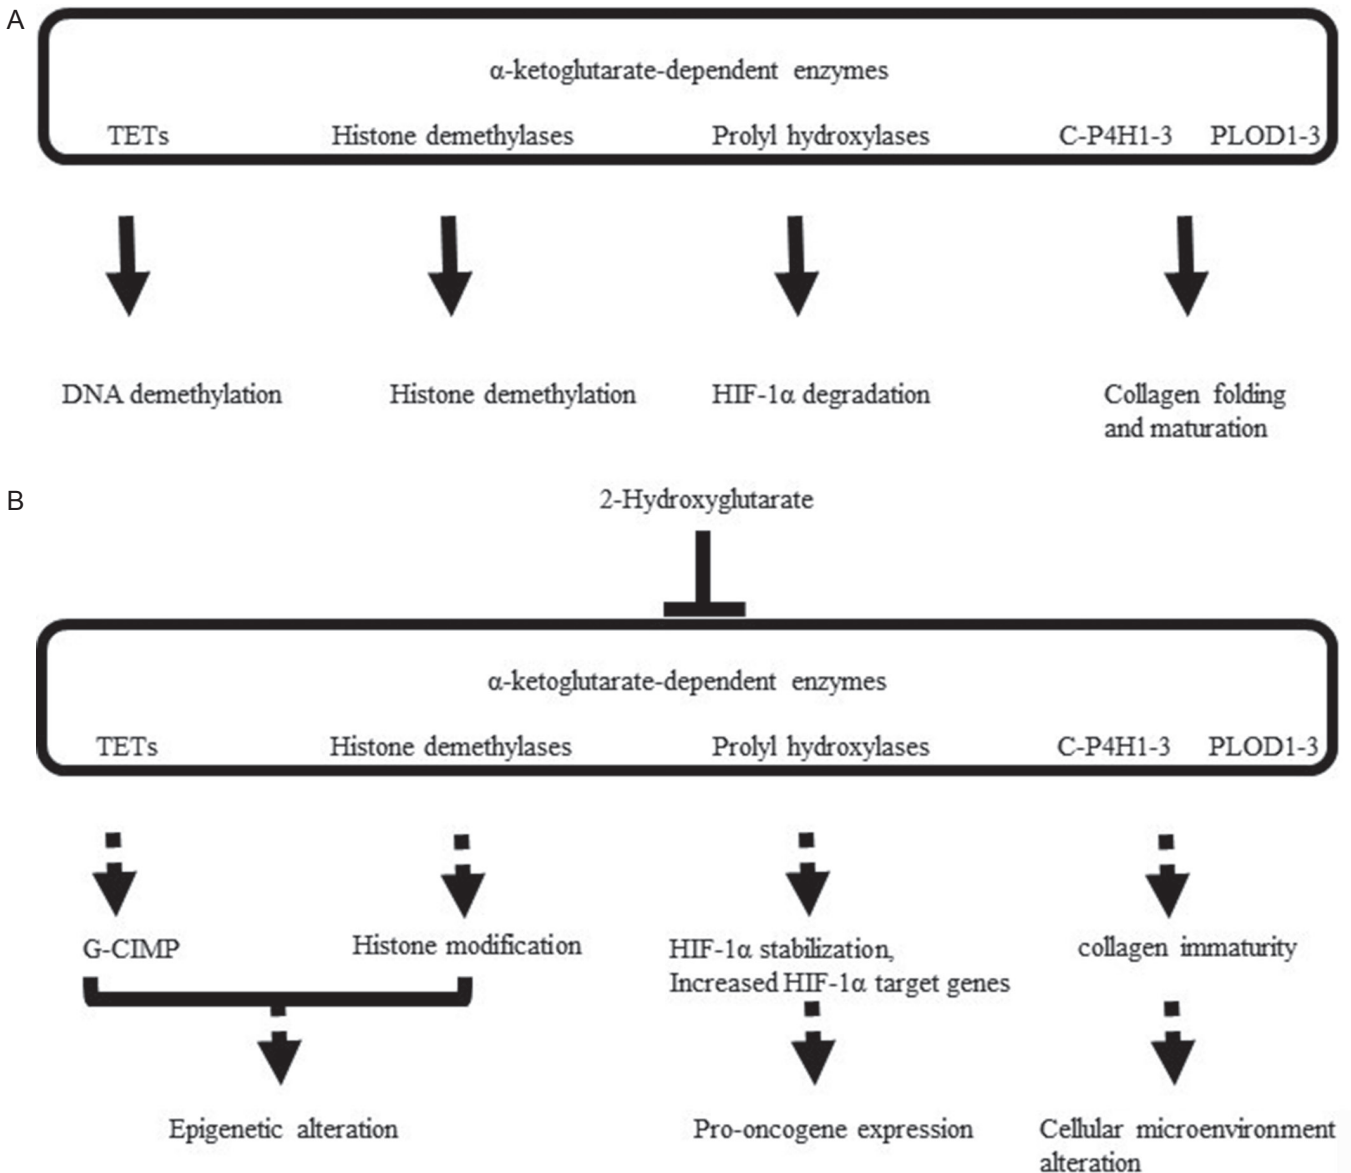 A
α-ketoglutarate-dependent enzymes
TETs Histone demethylases Prolyl hydroxylases C-P4H1-3 PLOD1-3
DNA demethylation Histone demethylation HIF-1α degradation Collagen folding
and maturation
B
2-Hydroxyglutarate
α-ketoglutarate-dependent enzymes
TETs Histone demethylases Prolyl hydroxylases C-P4H1-3 PLOD1-3
G-CIMP Histone modification HIF-1α stabilization, collagen immaturity
Increased HIF-1α target genes
Epigenetic alteration Pro-oncogene expression Cellular microenvironment
alteration